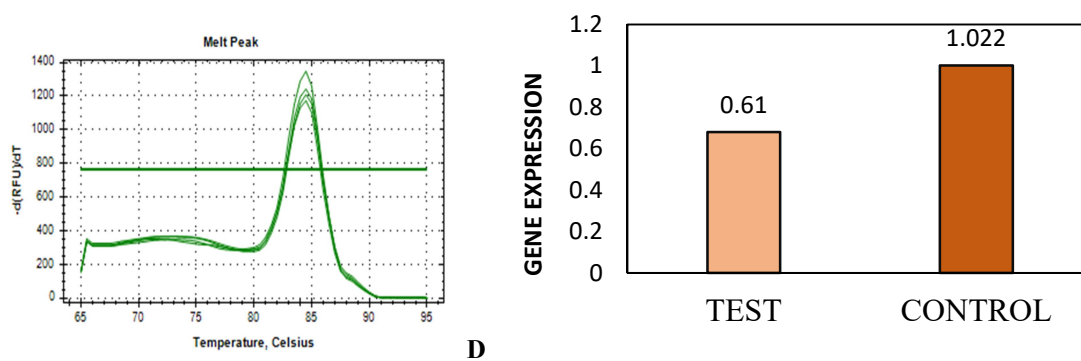 Melt Peak
1400
1200
1000
800
600
400
200
0
-d(RFU)/dT
65 70 75 80 85 90 95
Temperature, Celsius
D
1.2
1
0.8
0.6
0.4
0.2
0
GENE EXPRESSION
0.61
1.022
TEST CONTROL